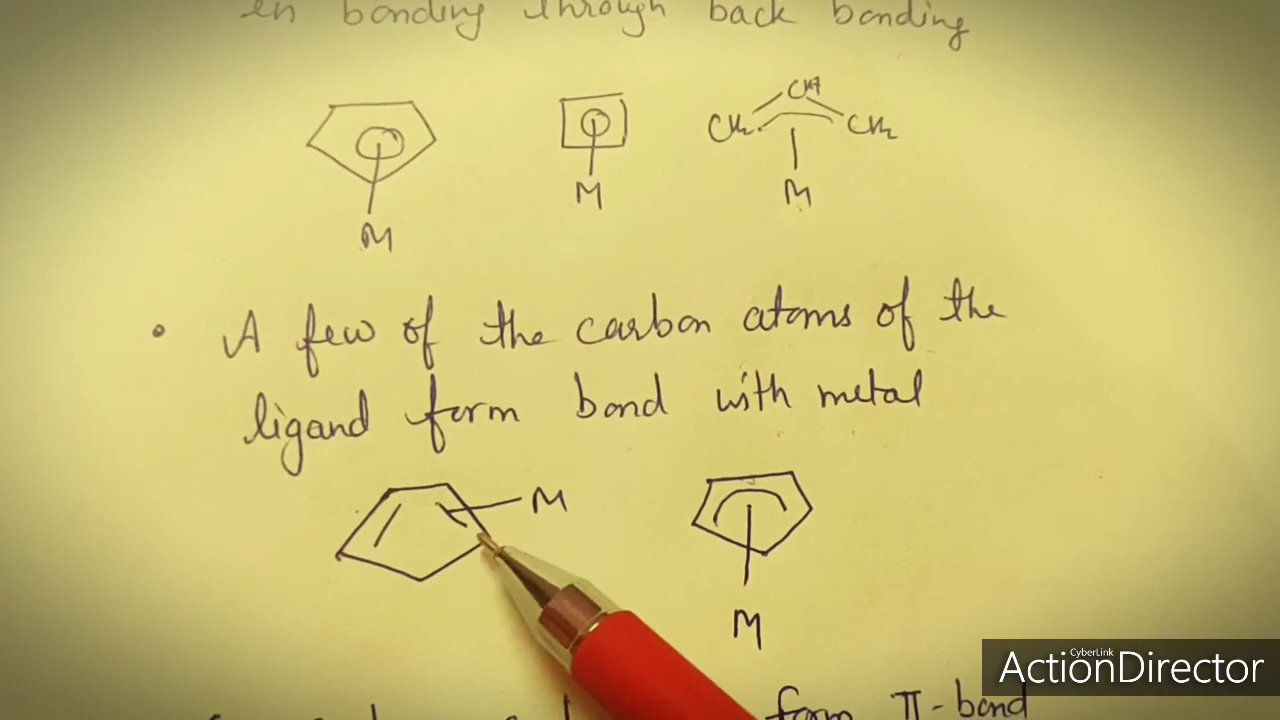 in bonding through back bonding
CH
CH2 CH2
M M M
• A few of the carbon atoms of the
ligand form bond with metal
M
M
form π-bond
CyberLink
ActionDirector